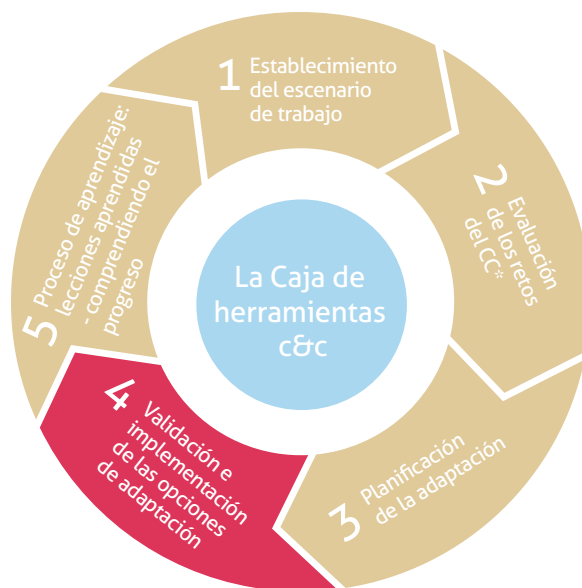 1
Establecimiento
del escenario
de trabajo
2
Evaluación
de los retos
del CC*
3
Planificación
de la adaptación
4
Validación e
implementación
de las opciones
de adaptación
5
Proceso de aprendizaje:
lecciones aprendidas
- comprendiendo el
progreso
La Caja de
herramientas
c&c